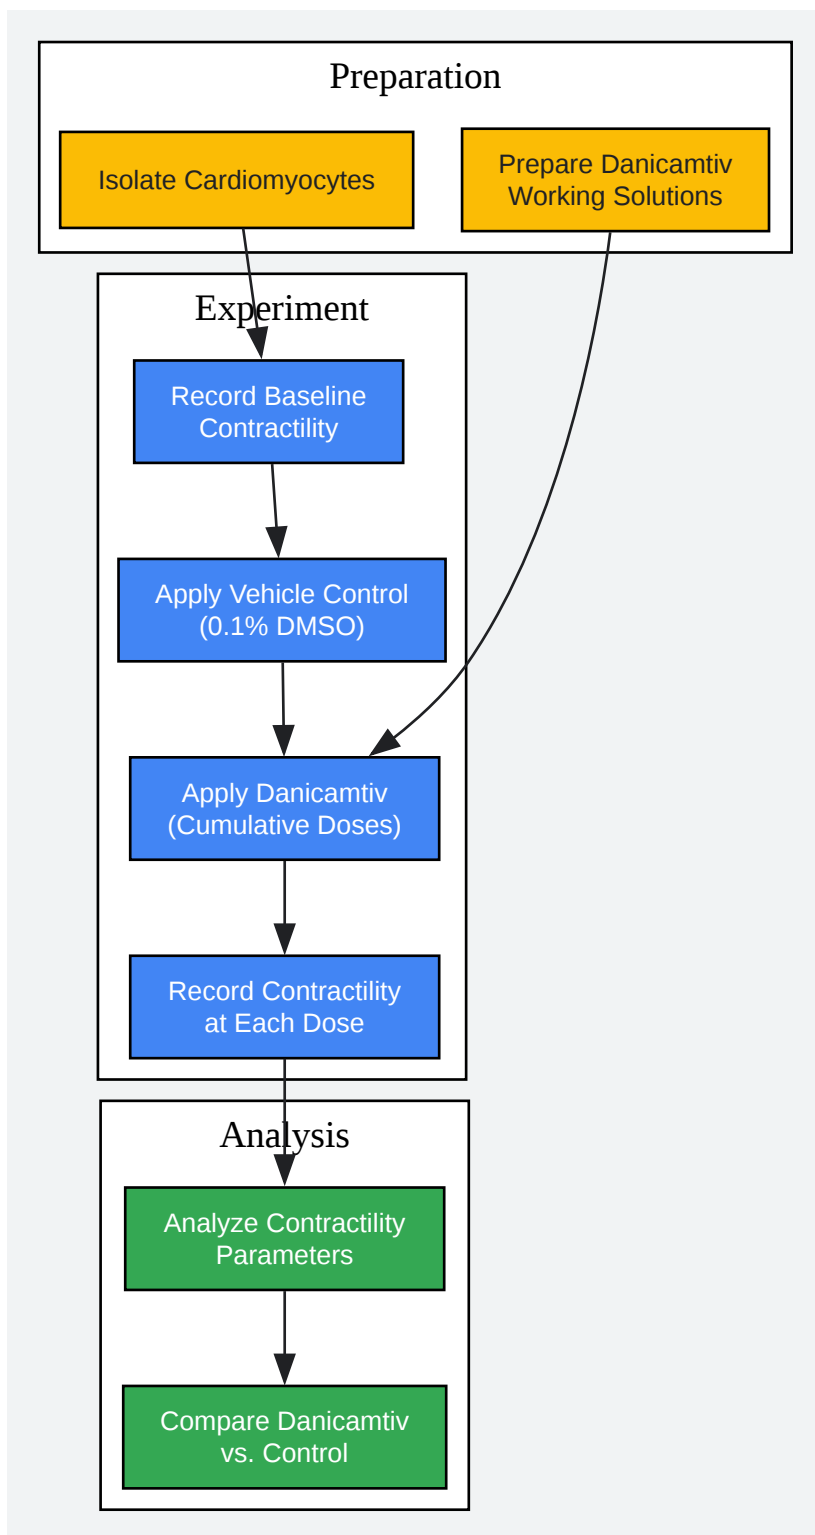 Preparation
Isolate Cardiomyocytes
Prepare Danicamtiv
Working Solutions
Experiment
Record Baseline
Contractility
Apply Vehicle Control
(0.1% DMSO)
Apply Danicamtiv
(Cumulative Doses)
Record Contractility
at Each Dose
Analysis
Analyze Contractility
Parameters
Compare Danicamtiv
vs. Control